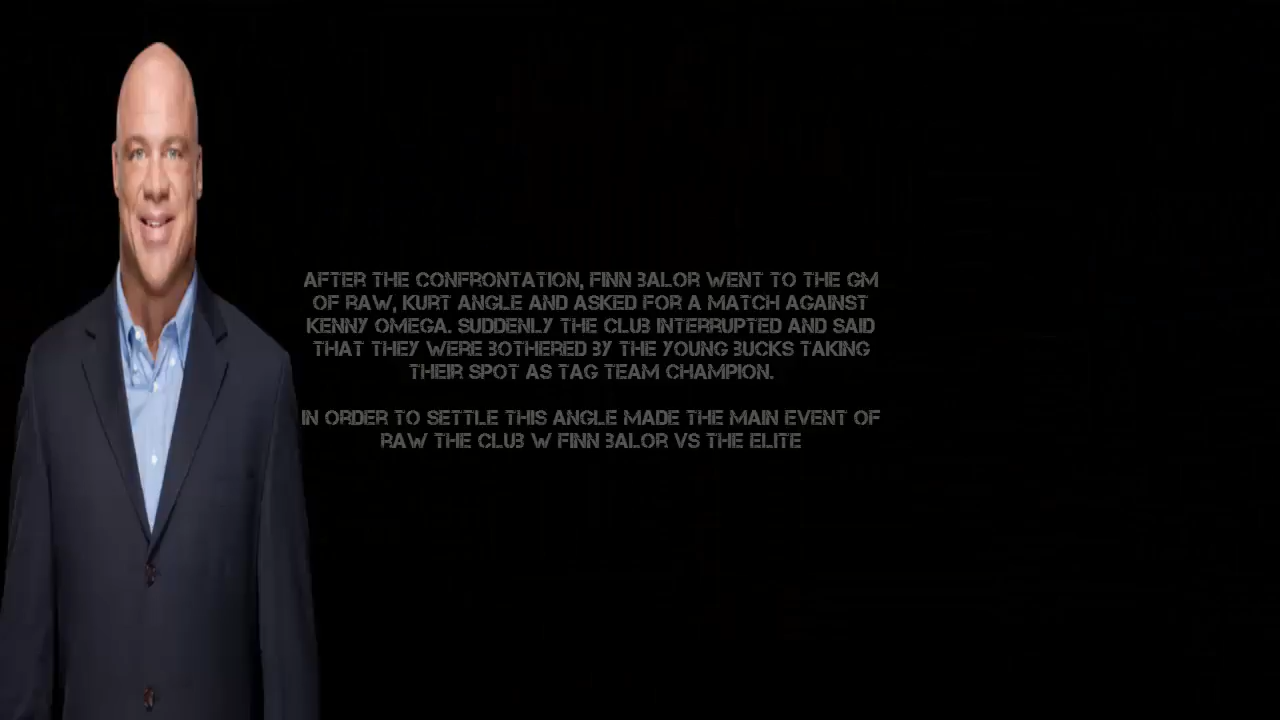 AFTER THE CONFRONTATION, FINN BALOR WENT TO THE GM
OF RAW, KURT ANGLE AND ASKED FOR A MATCH AGAINST
KENNY OMEGA. SUDDENLY THE CLUB INTERRUPTED AND SAID
THAT THEY WERE BOTHERED BY THE YOUNG BUCKS TAKING
THEIR SPOT AS TAG TEAM CHAMPION.
IN ORDER TO SETTLE THIS ANGLE MADE THE MAIN EVENT OF
RAW THE CLUB W FINN BALOR VS THE ELITE